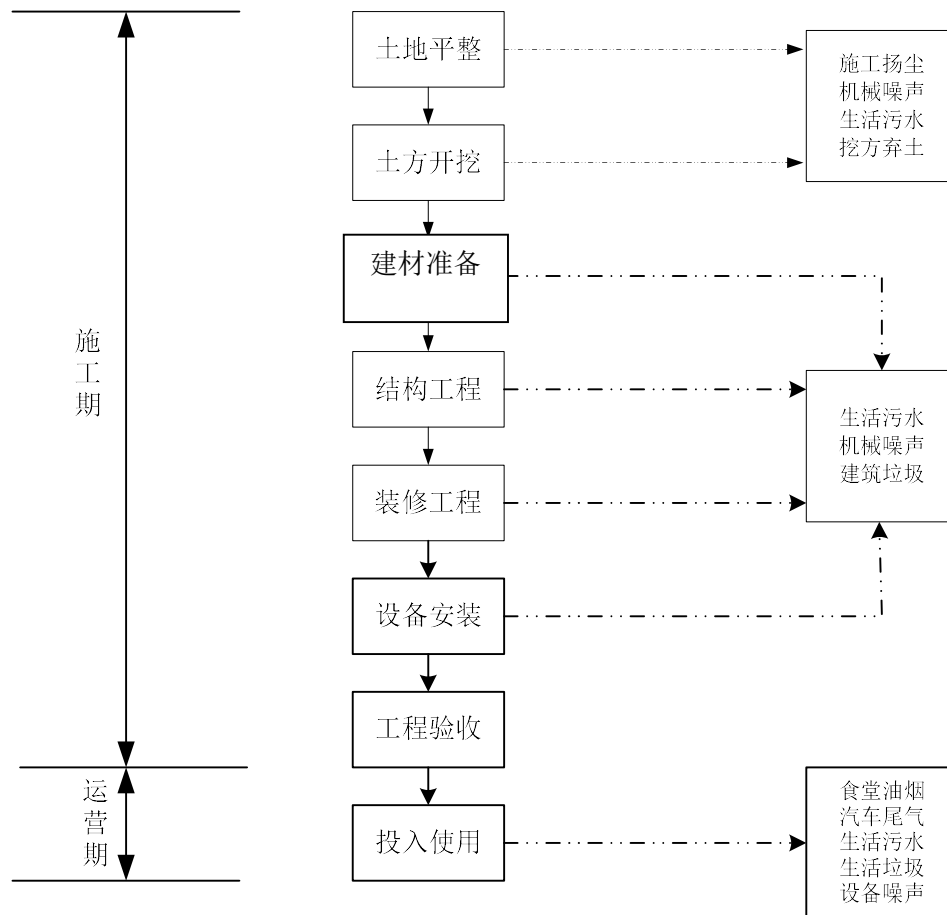 土地平整
施工扬尘
机械噪声
生活污水
挖方弃土
土方开挖
建材准备
施
工
期
结构工程
生活污水
机械噪声
建筑垃圾
装修工程
设备安装
工程验收
运
营
期
投入使用
食堂油烟
汽车尾气
生活污水
生活垃圾
设备噪声